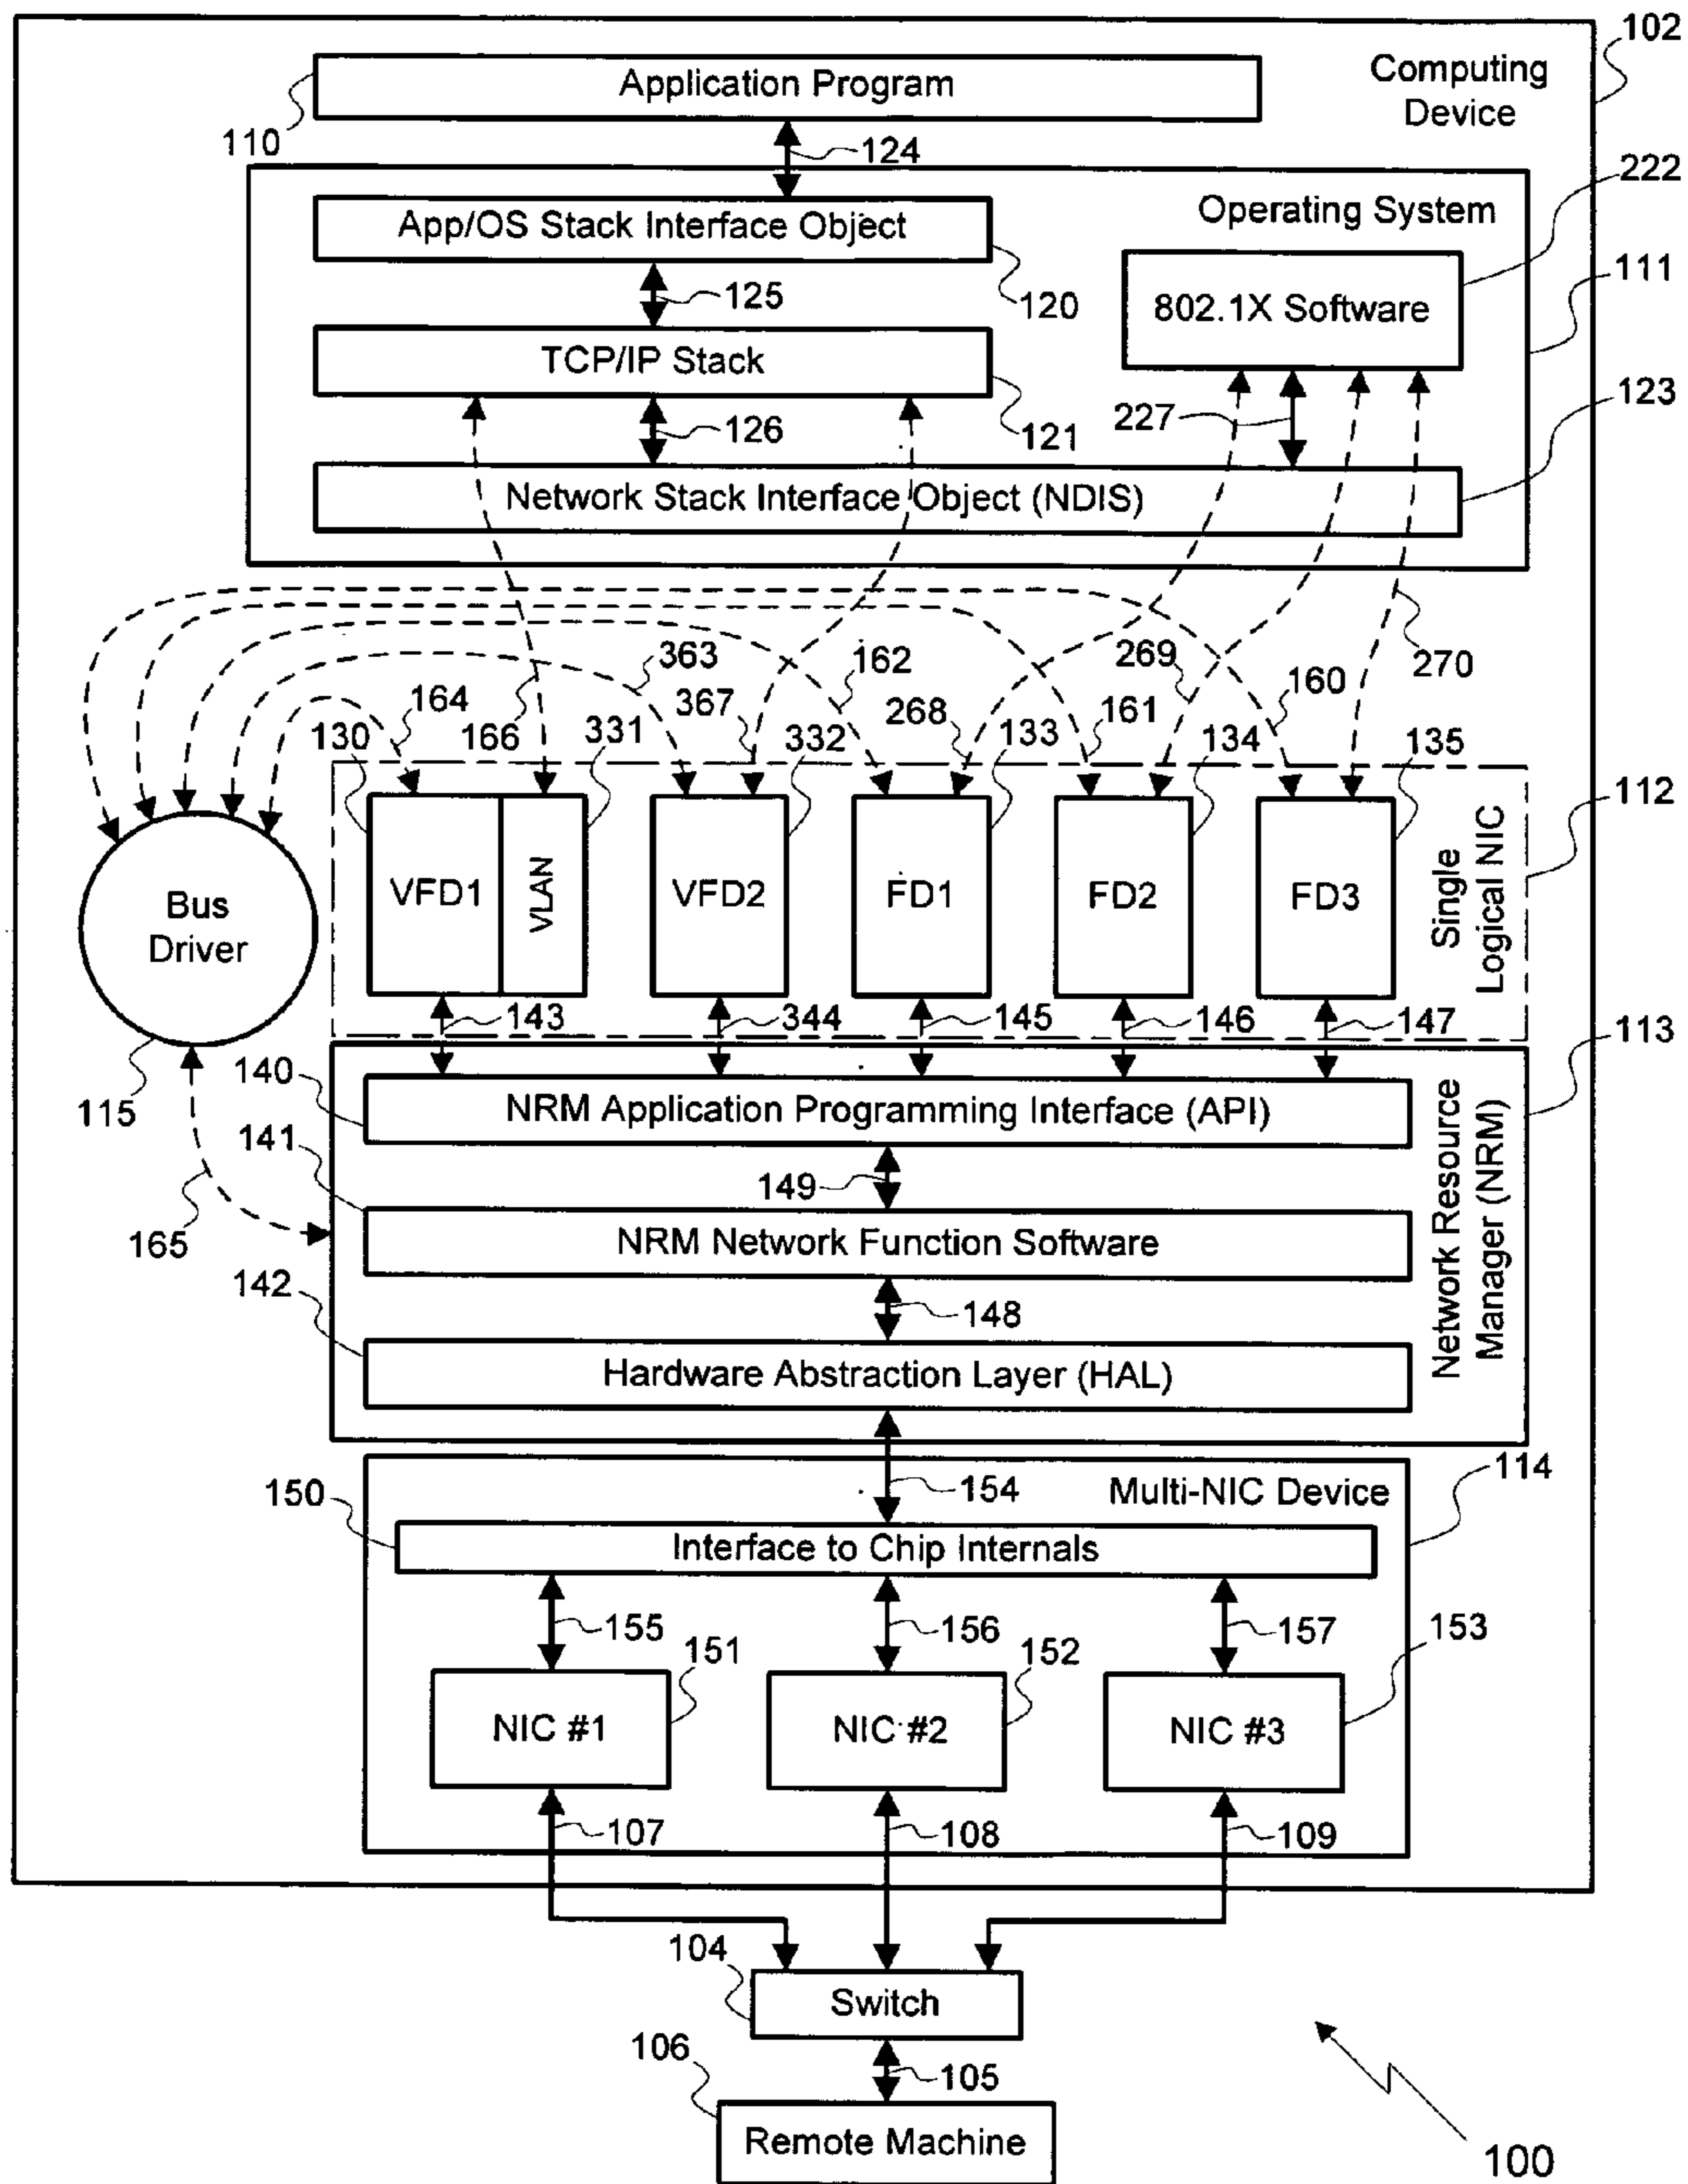 102
Application Program
Computing
Device
110
124
222
App/OS Stack Interface Object
Operating System
125
120
111
802.1X Software
TCP/IP Stack
123
126
121
227
Network Stack Interface Object (NDIS)
363
162
269
160
270
164
367
268
161
130
166
331
332
133
134
135
112
VFD1
VLAN
VFD2
FD1
FD2
FD3
Single
Logical NIC
Bus
Driver
143
344
145
146
147
113
140
115
NRM Application Programming Interface (API)
141
149
165
NRM Network Function Software
142
148
Network Resource
Manager (NRM)
Hardware Abstraction Layer (HAL)
114
150
154
Multi-NIC Device
Interface to Chip Internals
155
156
157
153
151
152
NIC #1
NIC #2
NIC #3
107
108
109
104
Switch
106
105
Remote Machine
100